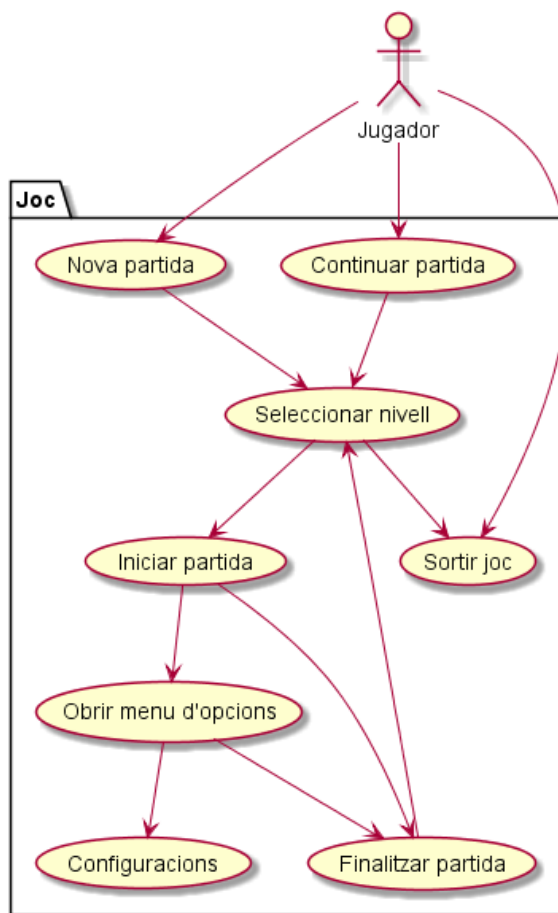 Jugador
Joc
Nova partida
Continuar partida
Seleccionar nivell
Iniciar partida
Sortir joc
Obrir menu d'opcions
Configuracions
Finalitzar partida